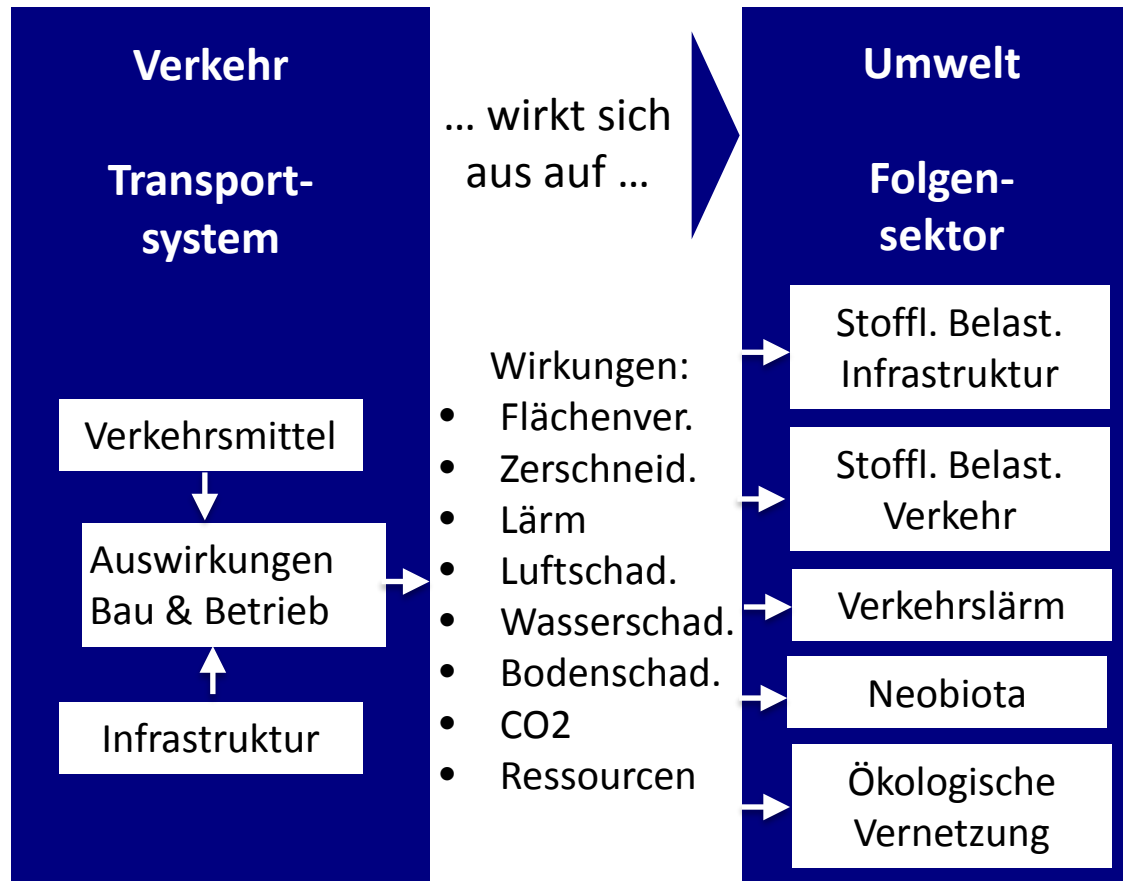 Verkehr
Transport-
system
Verkehrsmittel
Auswirkungen
Bau & Betrieb
Infrastruktur
... wirkt sich
aus auf ...
Wirkungen:
• Flächenver.
• Zerschneid.
• Lärm
• Luftschad.
• Wasserschad.
• Bodenschad.
• CO2
• Ressourcen
Umwelt
Folgen-
sektor
Stoffl. Belast.
Infrastruktur
Stoffl. Belast.
Verkehr
Verkehrslärm
Neobiota
Ökologische
Vernetzung